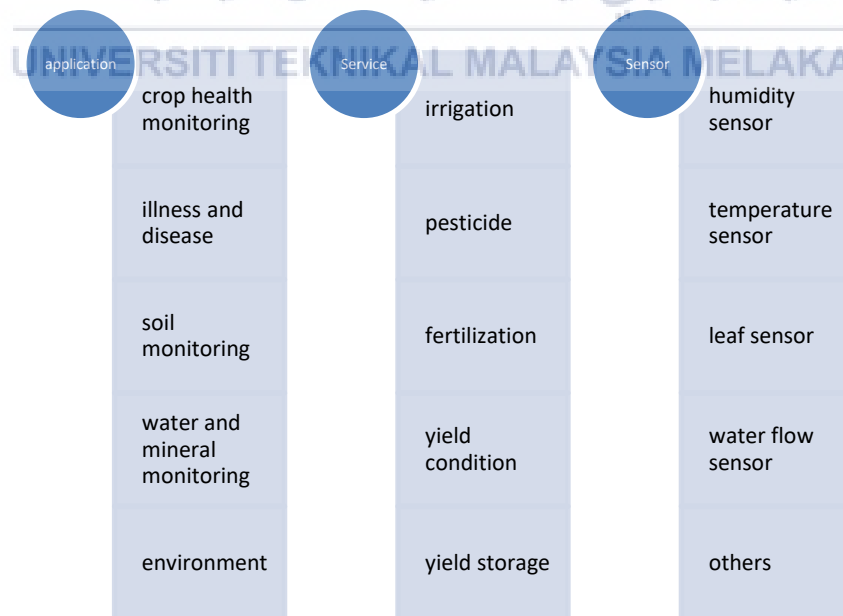 UNIVERSITI TEKNIKAL MALAYSIA MELAKA
application
crop health
monitoring
illness and
disease
soil
monitoring
water and
mineral
monitoring
environment
Service
irrigation
pesticide
fertilization
yield
condition
yield storage
Sensor
humidity
sensor
temperature
sensor
leaf sensor
water flow
sensor
others